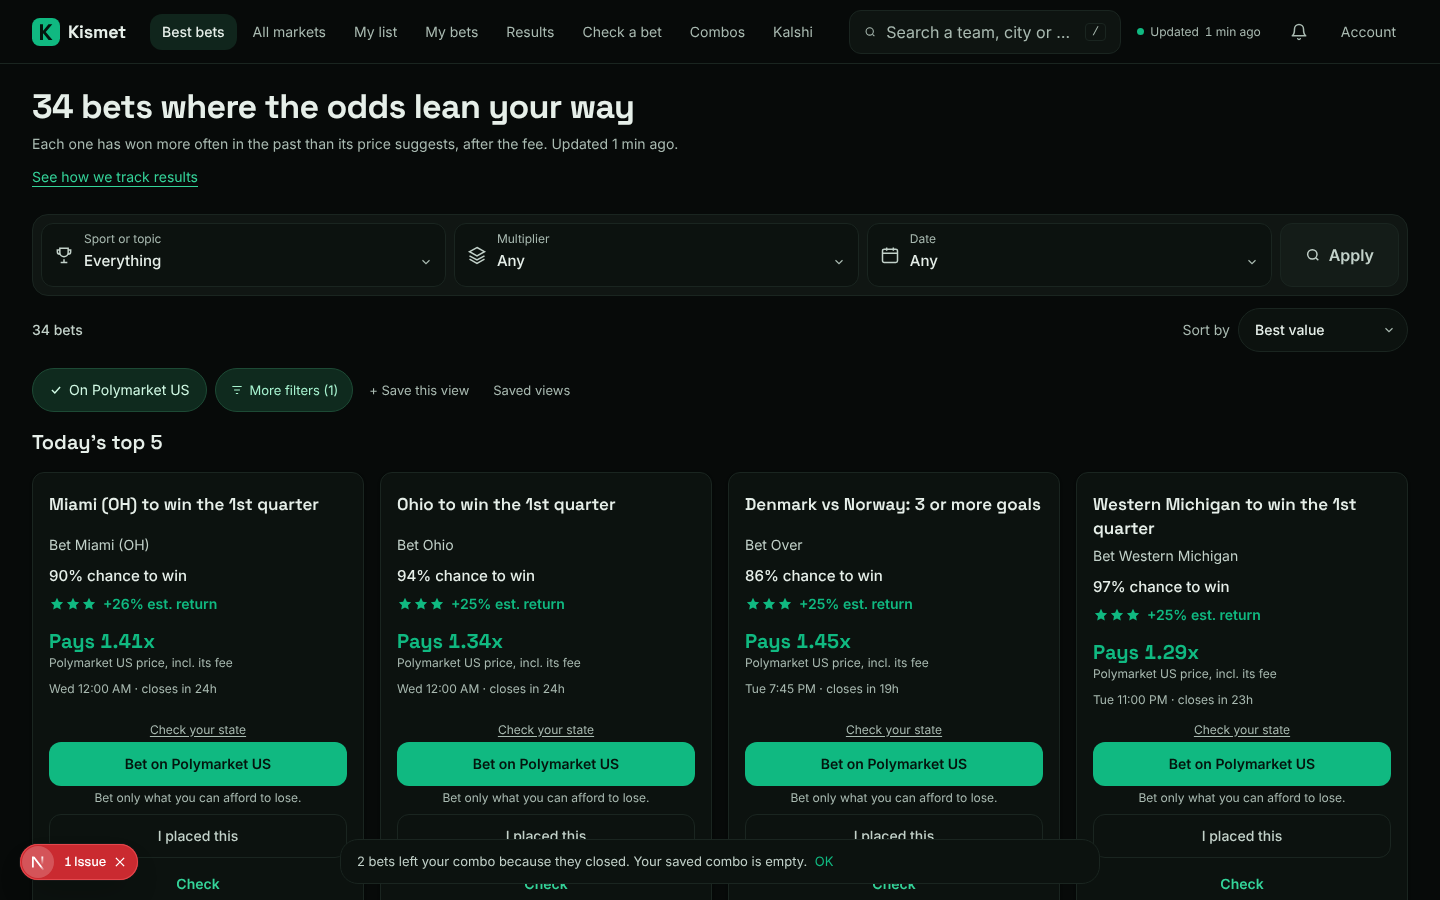 Kismet
Best bets
All markets
My list
My bets
Results
Check a bet
Combos
Kalshi
Search a team, city or ...
/
Updated 1 min ago
Account
34 bets where the odds lean your way
Each one has won more often in the past than its price suggests, after the fee. Updated 1 min ago.
See how we track results
Sport or topic
Everything
Multiplier
Any
Date
Any
Apply
34 bets
Sort by
Best value
On Polymarket US
More filters (1)
+ Save this view
Saved views
Today's top 5
Miami (OH) to win the 1st quarter
Bet Miami (OH)
90% chance to win
+26% est. return
Pays 1.41x
Polymarket US price, incl. its fee
Wed 12:00 AM · closes in 24h
Check your state
Bet on Polymarket US
Bet only what you can afford to lose.
I placed this
Check
Ohio to win the 1st quarter
Bet Ohio
94% chance to win
+25% est. return
Pays 1.34x
Polymarket US price, incl. its fee
Wed 12:00 AM · closes in 24h
Check your state
Bet on Polymarket US
Bet only what you can afford to lose.
I placed this
Check
Denmark vs Norway: 3 or more goals
Bet Over
86% chance to win
+25% est. return
Pays 1.45x
Polymarket US price, incl. its fee
Tue 7:45 PM · closes in 19h
Check your state
Bet on Polymarket US
Bet only what you can afford to lose.
I placed this
Check
Western Michigan to win the 1st
quarter
Bet Western Michigan
97% chance to win
+25% est. return
Pays 1.29x
Polymarket US price, incl. its fee
Tue 11:00 PM · closes in 23h
Check your state
Bet on Polymarket US
Bet only what you can afford to lose.
I placed this
Check
1 Issue
2 bets left your combo because they closed. Your saved combo is empty. OK